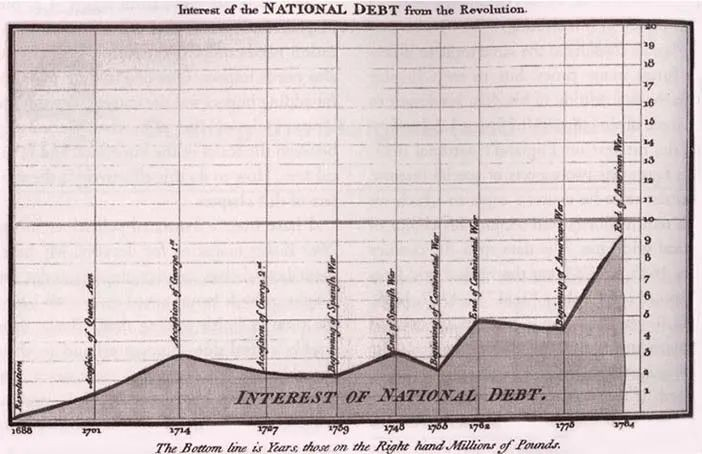 Interest of the NATIONAL DEBT from the Revolution.
20
19
18
17
16
15
14
13
12
11
10
9
8
7
6
5
4
3
2
1
Revolution
Acceſsion of Queen Ann
Acceſsion of George 1st
Acceſsion of George 2nd
Beginning of Spanish War
End of Spanish War
Beginning of Continental War
End of Continental War
Beginning of American War
End of American War
INTEREST OF NATIONAL DEBT.
1688 1701 1714 1727 1739 1748 1755 1762 1775 1784
The Bottom line is Years, those on the Right hand Millions of Pounds.